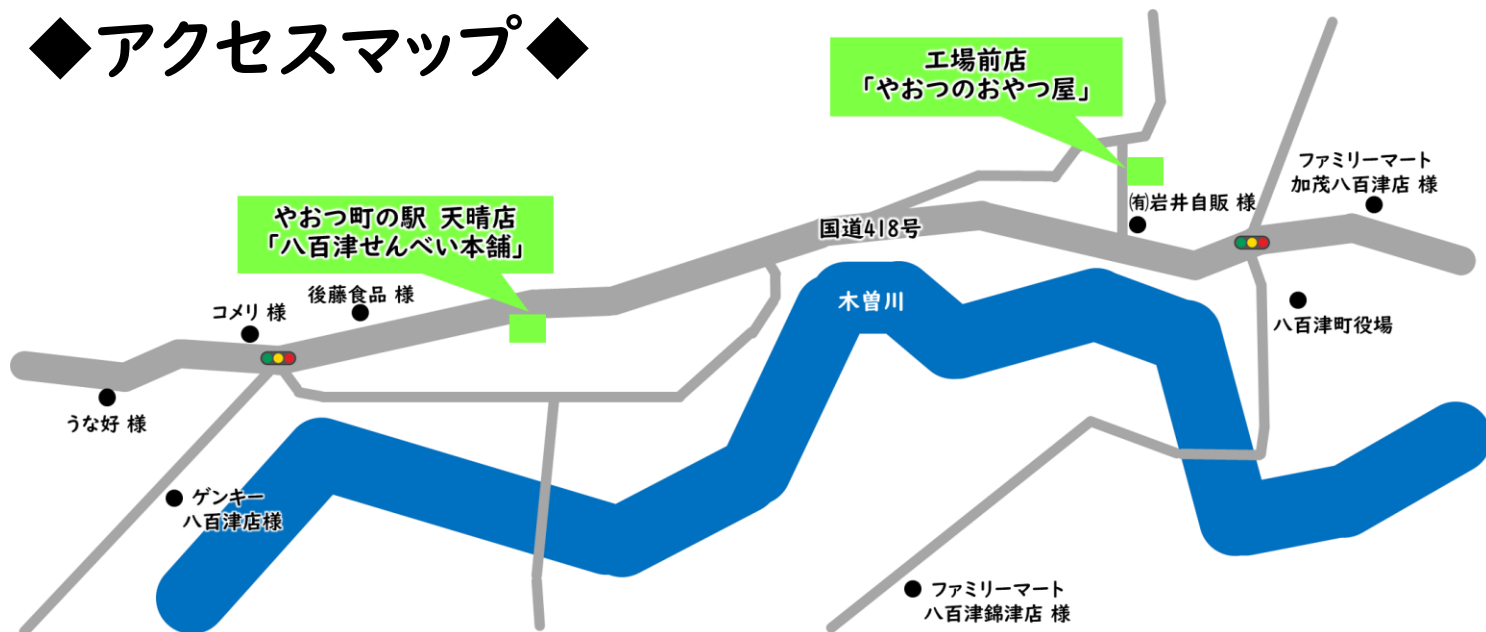 ◆アクセスマップ◆
工場前店
「やおつのおやつ屋」
ファミリーマート
加茂八百津店 様
㈲岩井自販 様
やおつ町の駅 天晴店
「八百津せんべい本舗」
国道418号
後藤食品 様
コメリ 様
木曽川
八百津町役場
うな好 様
ゲンキー
八百津店様
ファミリーマート
八百津錦津店 様